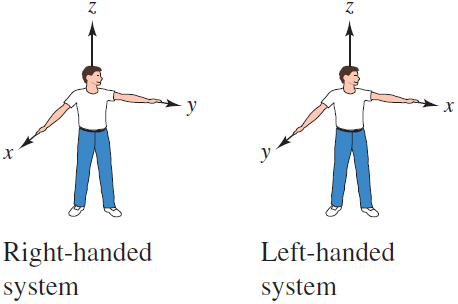 z
z
y
x
x
y
Right-handed
system
Left-handed
system